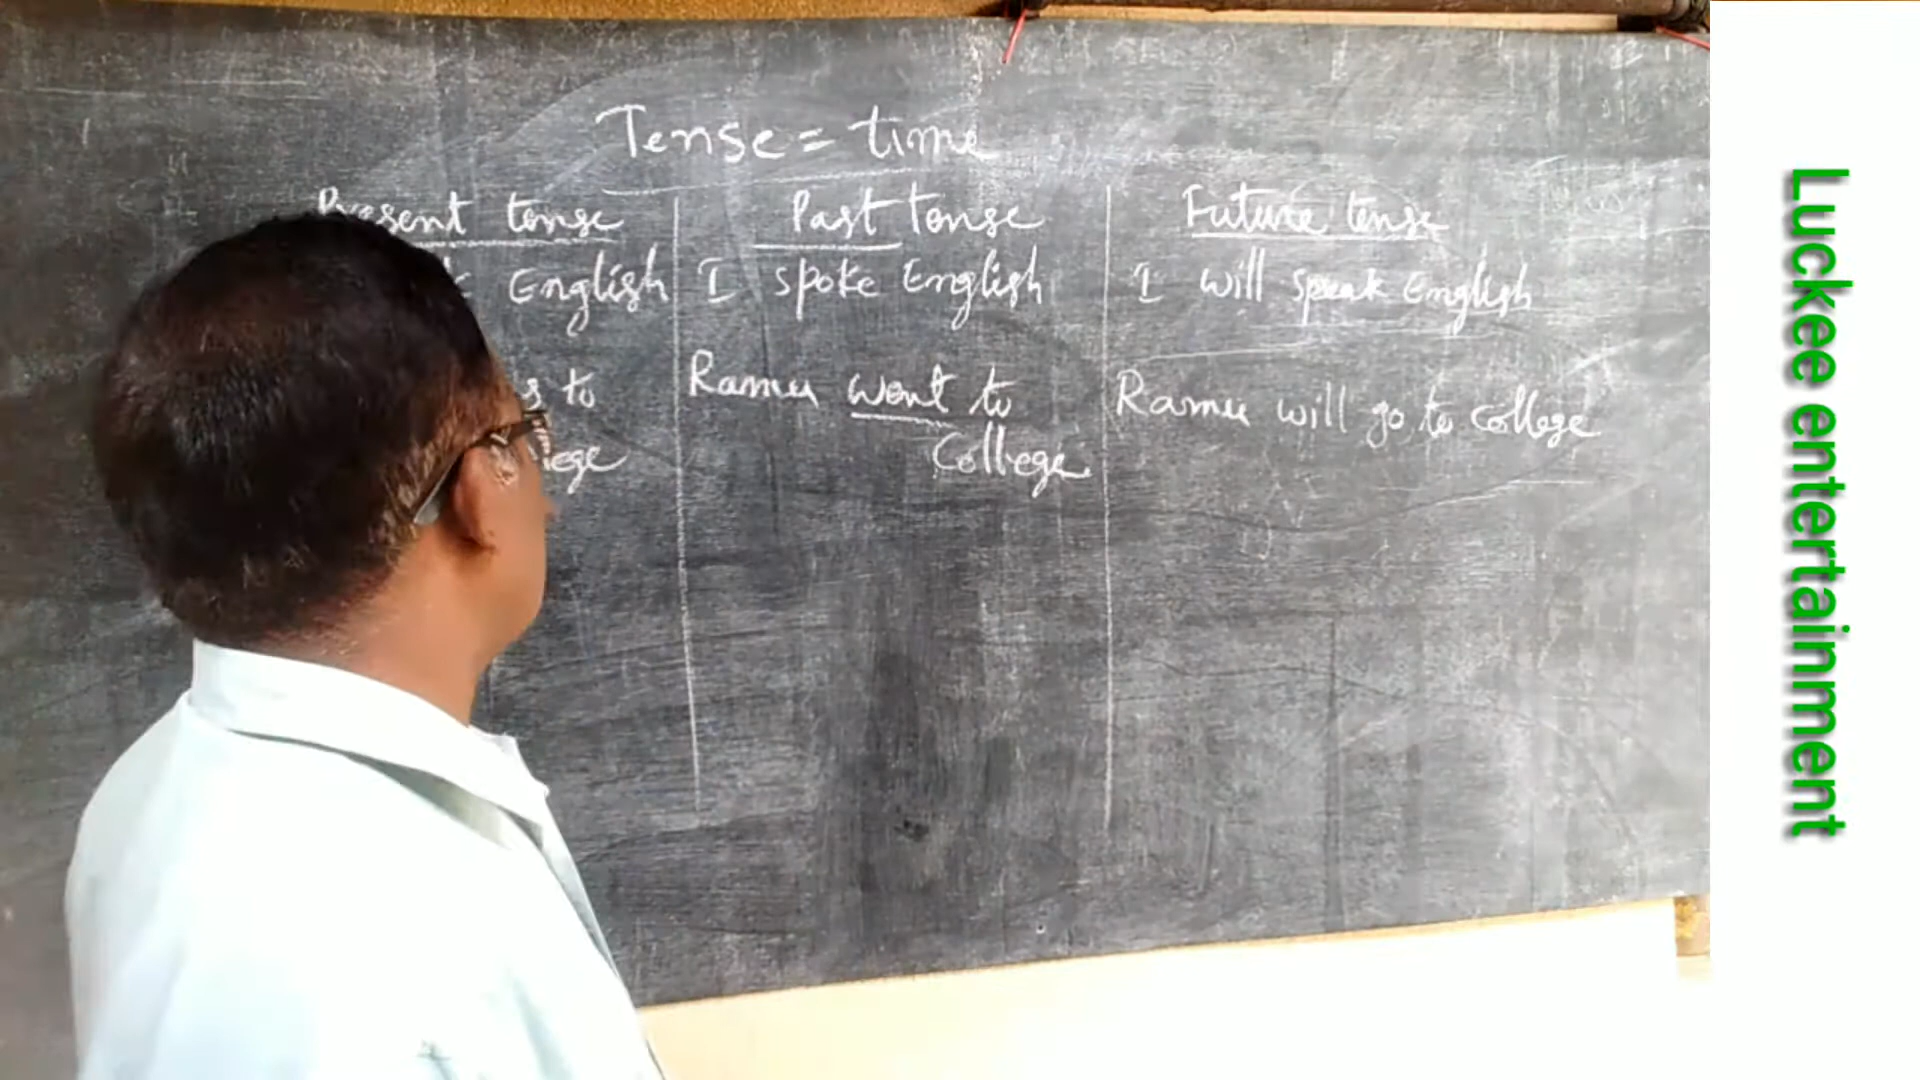 Tense = time
Present tense
English
to
Past tense
I spoke English
Ramu went to
College.
Future tense
I will speak English
Ramu will go to college
Luckee entertainment